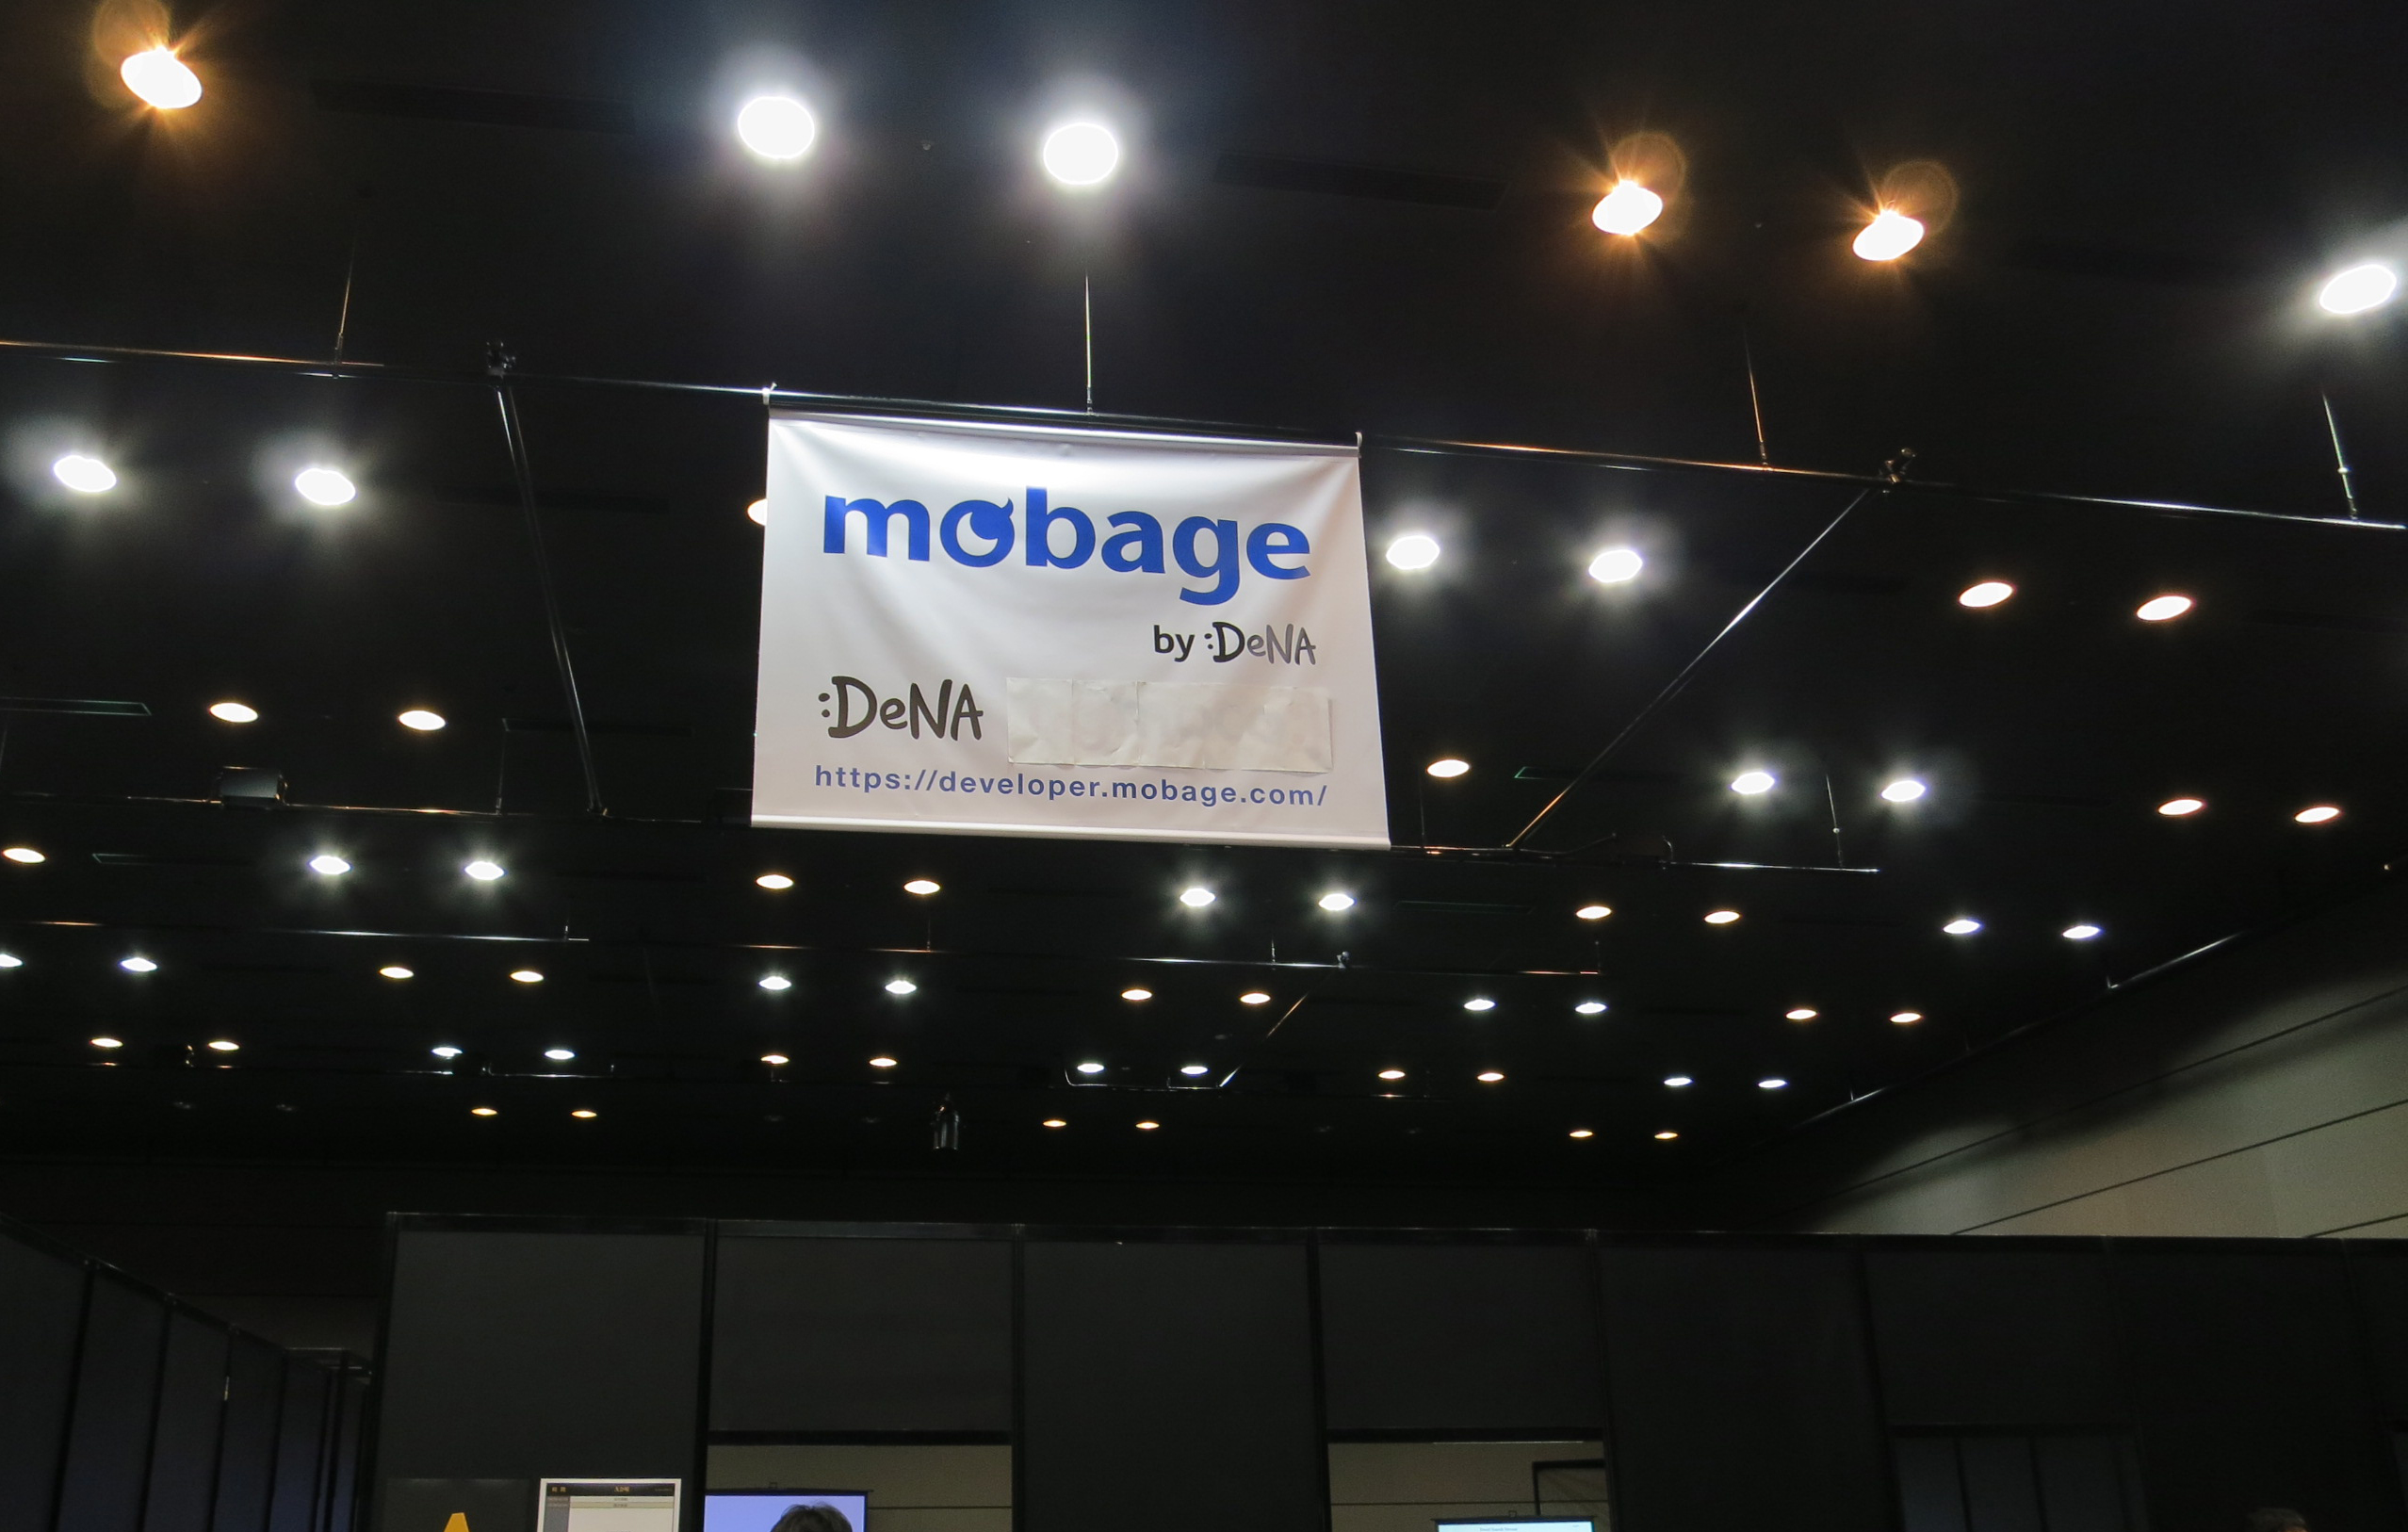 mobage
by :DeNA
:DeNA
https://developer.mobage.com/